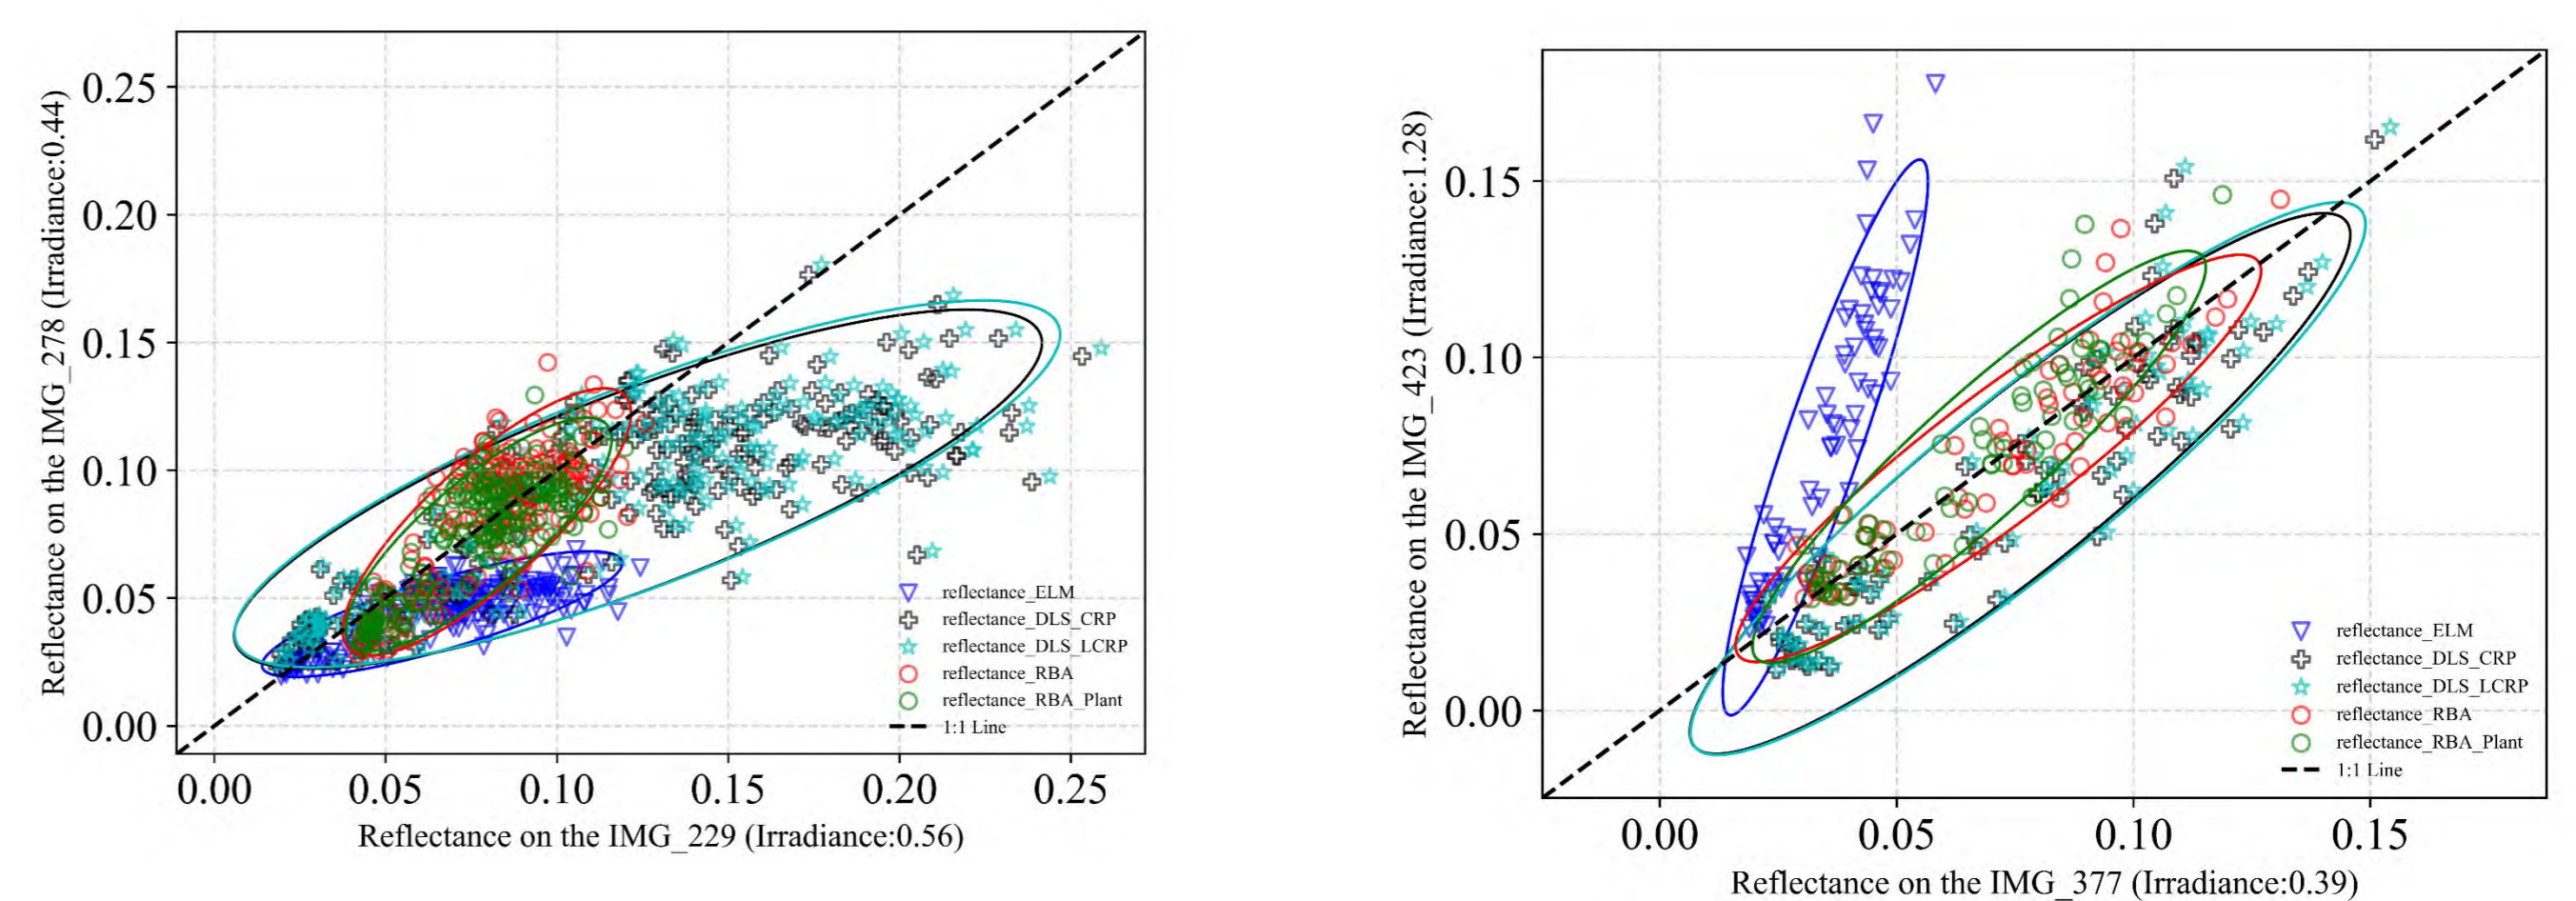 Reflectance on the IMG_278 (Irradiance:0.44)
0.25
0.20
0.15
0.10
0.05
0.00
reflectance_ELM
reflectance_DLS_CRP
reflectance_DLS_LCRP
reflectance_RBA
reflectance_RBA_Plant
1:1 Line
0.00 0.05 0.10 0.15 0.20 0.25
Reflectance on the IMG_229 (Irradiance:0.56)
Reflectance on the IMG_423 (Irradiance:1.28)
0.15
0.10
0.05
0.00
reflectance_ELM
reflectance_DLS_CRP
reflectance_DLS_LCRP
reflectance_RBA
reflectance_RBA_Plant
1:1 Line
0.00 0.05 0.10 0.15
Reflectance on the IMG_377 (Irradiance:0.39)